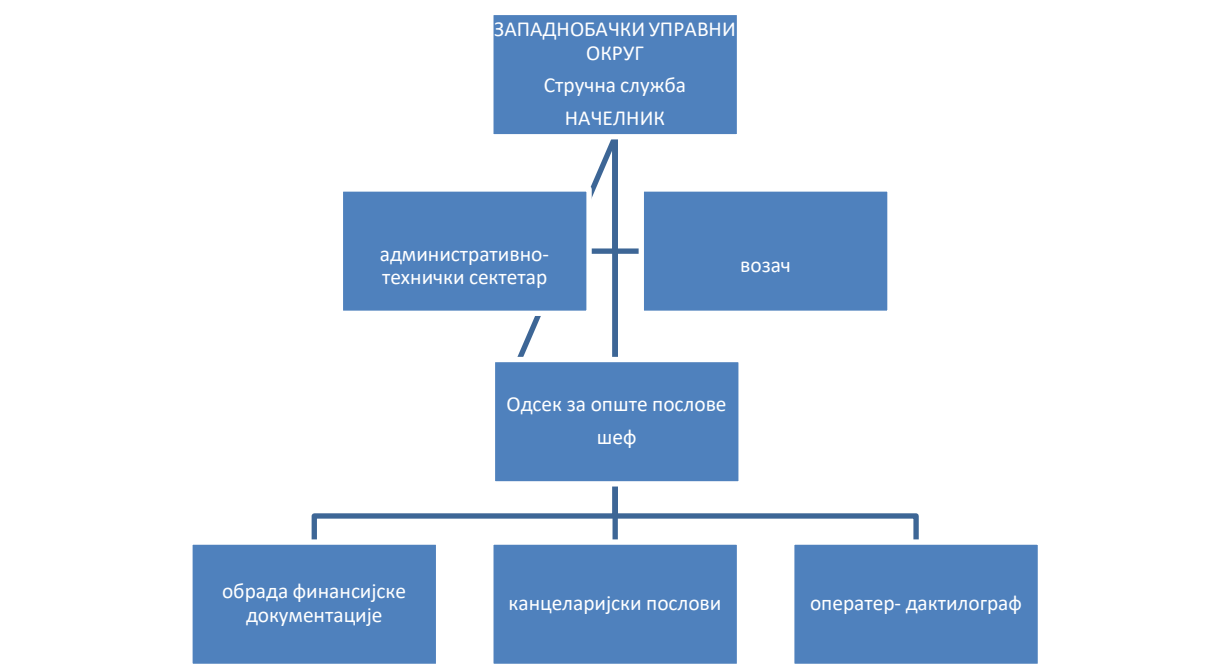 ЗАПАДНОБАЧКИ УПРАВНИ
ОКРУГ
Стручна служба
НАЧЕЛНИК
административно-
технички сектетар
возач
Одсек за опште послове
шеф
обрада финансијске
документације
канцеларијски послови
оператер- дактилограф